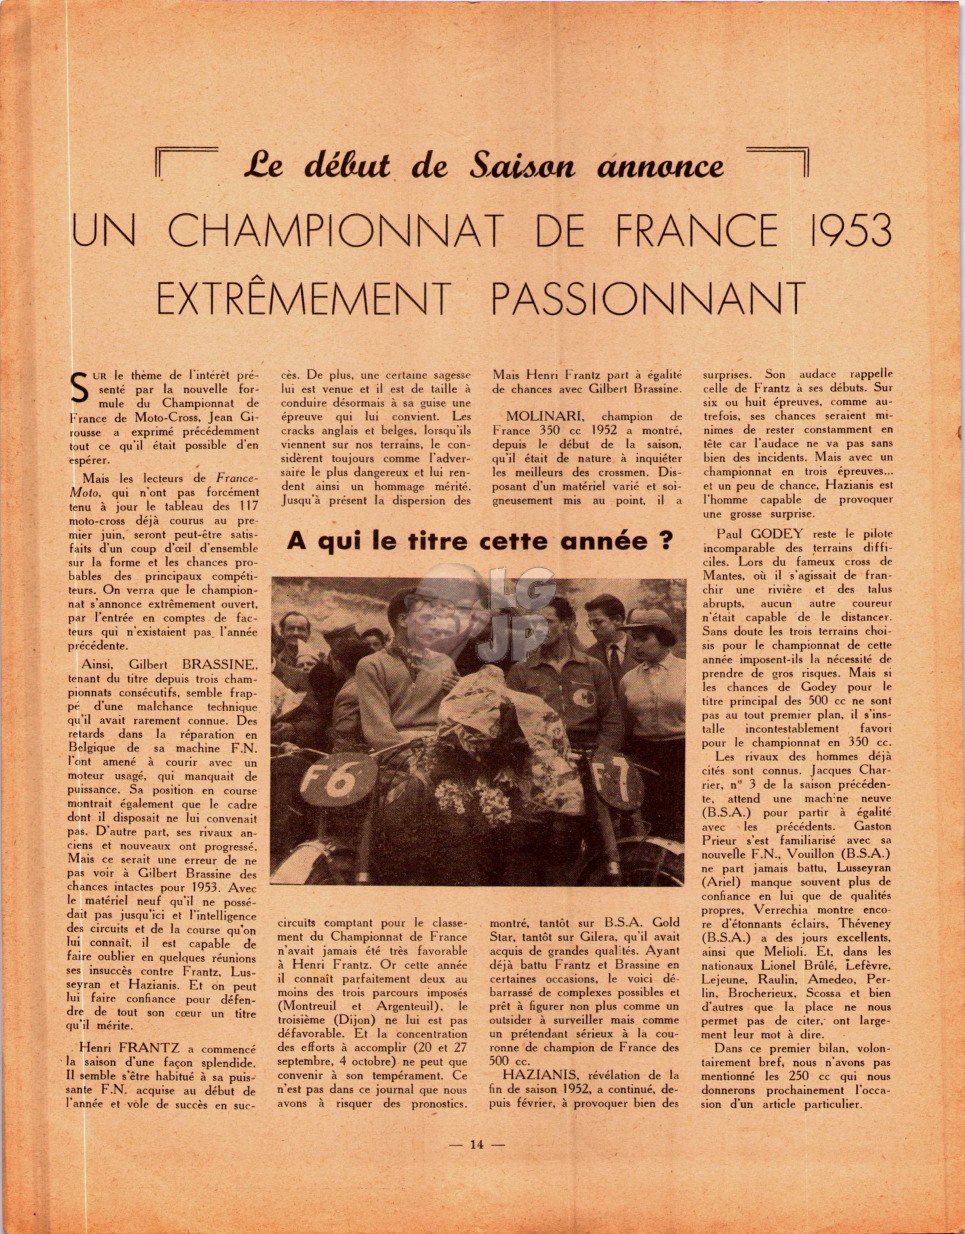 Le début de Saison annonce
UN CHAMPIONNAT DE FRANCE 1953
EXTRÊMEMENT PASSIONNANT
SUR le thème de l'intérêt pré-
senté par la nouvelle for-
mule du Championnat de
France de Moto-Cross, Jean Gi-
rousse a exprimé précédemment
tout ce qu'il était possible d'en
espérer.
Mais les lecteurs de France-
Moto, qui n'ont pas forcément
tenu à jour le tableau des 117
moto-cross déjà courus au pre-
mier juin, seront peut-être satis-
faits d'un coup d'œil d'ensemble
sur la forme et les chances pro-
bables des principaux compéti-
teurs. On verra que le champion-
nat s'annonce extrêmement ouvert,
par l'entrée en comptes de fac-
teurs qui n'existaient pas l'année
précédente.
Ainsi, Gilbert BRASSINE,
tenant du titre depuis trois cham-
pionnats consécutifs, semble frap-
pé d'une malchance technique
qu'il avait rarement connue. Des
retards dans la réparation en
Belgique de sa machine F.N.
l'ont amené à courir avec un
moteur usagé, qui manquait de
puissance. Sa position en course
montrait également que le cadre
dont il disposait ne lui convenait
pas. D'autre part, ses rivaux an-
ciens et nouveaux ont progressé.
Mais ce serait une erreur de ne
pas voir à Gilbert Brassine des
chances intactes pour 1953. Avec
le matériel neuf qu'il ne possé-
dait pas jusqu'ici et l'intelligence
des circuits et de la course qu'on
lui connaît, il est capable de
faire oublier en quelques réunions
ses insuccès contre Frantz, Lus-
seyran et Hazianis. Et on peut
lui faire confiance pour défen-
dre de tout son cœur un titre
qu'il mérite.
Henri FRANTZ a commencé
la saison d'une façon splendide.
Il semble s'être habitué à sa puis-
sante F.N. acquise au début de
l'année et vole de succès en suc-
cès. De plus, une certaine sagesse
lui est venue et il est de taille à
conduire désormais à sa guise une
épreuve qui lui convient. Les
cracks anglais et belges, lorsqu'ils
viennent sur nos terrains, le con-
sidèrent toujours comme l'adver-
saire le plus dangereux et lui ren-
dent ainsi un hommage mérité.
Jusqu'à présent la dispersion des
circuits comptant pour le classe-
ment du Championnat de France
n'avait jamais été très favorable
à Henri Frantz. Or cette année
il connaît parfaitement deux au
moins des trois parcours imposés
(Montreuil et Argenteuil), le
troisième (Dijon) ne lui est pas
défavorable. Et la concentration
des efforts à accomplir (20 et 27
septembre, 4 octobre) ne peut que
convenir à son tempérament. Ce
n'est pas dans ce journal que nous
avons à risquer des pronostics.
Mais Henri Frantz part à égalité
de chances avec Gilbert Brassine.
MOLINARI, champion de
France 350 cc 1952 a montré,
depuis le début de la saison,
qu'il était de nature à inquiéter
les meilleurs des crossmen. Dis-
posant d'un matériel varié et soi-
gneusement mis au point, il a
A qui le titre cette année ?
LG
JP
F6
F7
montré, tantôt sur B.S.A. Gold
Star, tantôt sur Gilera, qu'il avait
acquis de grandes qualités. Ayant
déjà battu Frantz et Brassine en
certaines occasions, le voici dé-
barrassé de complexes possibles et
prêt à figurer non plus comme un
outsider à surveiller mais comme
un prétendant sérieux à la cou-
ronne de champion de France des
500 cc.
HAZIANIS, révélation de la
fin de saison 1952, a continué, de-
puis février, à provoquer bien des
surprises. Son audace rappelle
celle de Frantz à ses débuts. Sur
six ou huit épreuves, comme au-
trefois, ses chances seraient mi-
nimes de rester constamment en
tête car l'audace ne va pas sans
bien des incidents. Mais avec un
championnat en trois épreuves...
et un peu de chance, Hazianis est
l'homme capable de provoquer
une grosse surprise.
Paul GODEY reste le pilote
incomparable des terrains diffi-
ciles. Lors du fameux cross de
Mantes, où il s'agissait de fran-
chir une rivière et des talus
abrupts, aucun autre coureur
n'était capable de le distancer.
Sans doute les trois terrains choi-
sis pour le championnat de cette
année imposent-ils la nécessité de
prendre de gros risques. Mais si
les chances de Godey pour le
titre principal des 500 cc ne sont
pas au tout premier plan, il s'ins-
talle incontestablement favori
pour le championnat en 350 cc.
Les rivaux des hommes déjà
cités sont connus. Jacques Char-
rier, n° 3 de la saison précéden-
te, attend une machine neuve
(B.S.A.) pour partir à égalité
avec les précédents. Gaston
Prieur s'est familiarisé avec sa
nouvelle F.N., Vouillon (B.S.A.)
ne part jamais battu, Lusseyran
(Ariel) manque souvent plus de
confiance en lui que de qualités
propres, Verrechia montre enco-
re d'étonnants éclairs, Théveney
(B.S.A.) a des jours excellents,
ainsi que Melioli. Et, dans les
nationaux Lionel Brûlé, Lefèvre,
Lejeune, Raulin, Amedeo, Per-
lin, Brocherieux, Scossa et bien
d'autres que la place ne nous
permet pas de citer, ont large-
ment leur mot à dire.
Dans ce premier bilan, volon-
tairement bref, nous n'avons pas
mentionné les 250 cc qui nous
donnerons prochainement l'occa-
sion d'un article particulier.
— 14 —